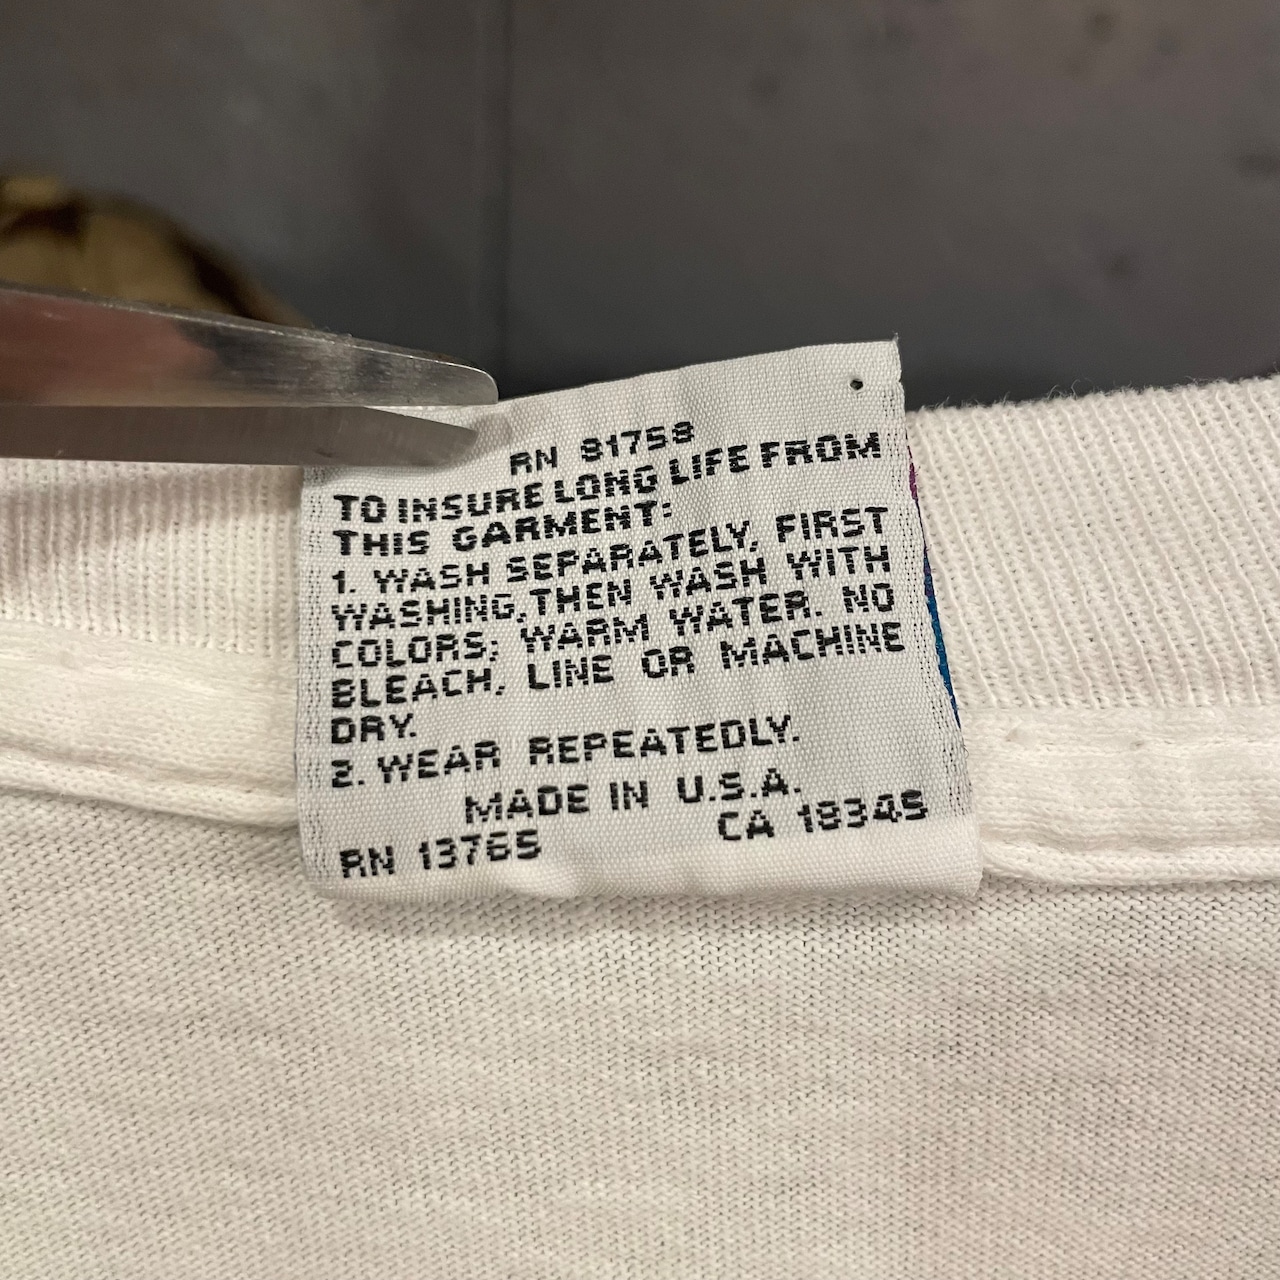 RN 81758
TO INSURE LONG LIFE FROM
THIS GARMENT:
1. WASH SEPARATELY, FIRST
WASHING, THEN WASH WITH
COLORS; WARM WATER. NO
BLEACH, LINE OR MACHINE
DRY.
2. WEAR REPEATEDLY.
MADE IN U.S.A.
RN 13765 CA 18345